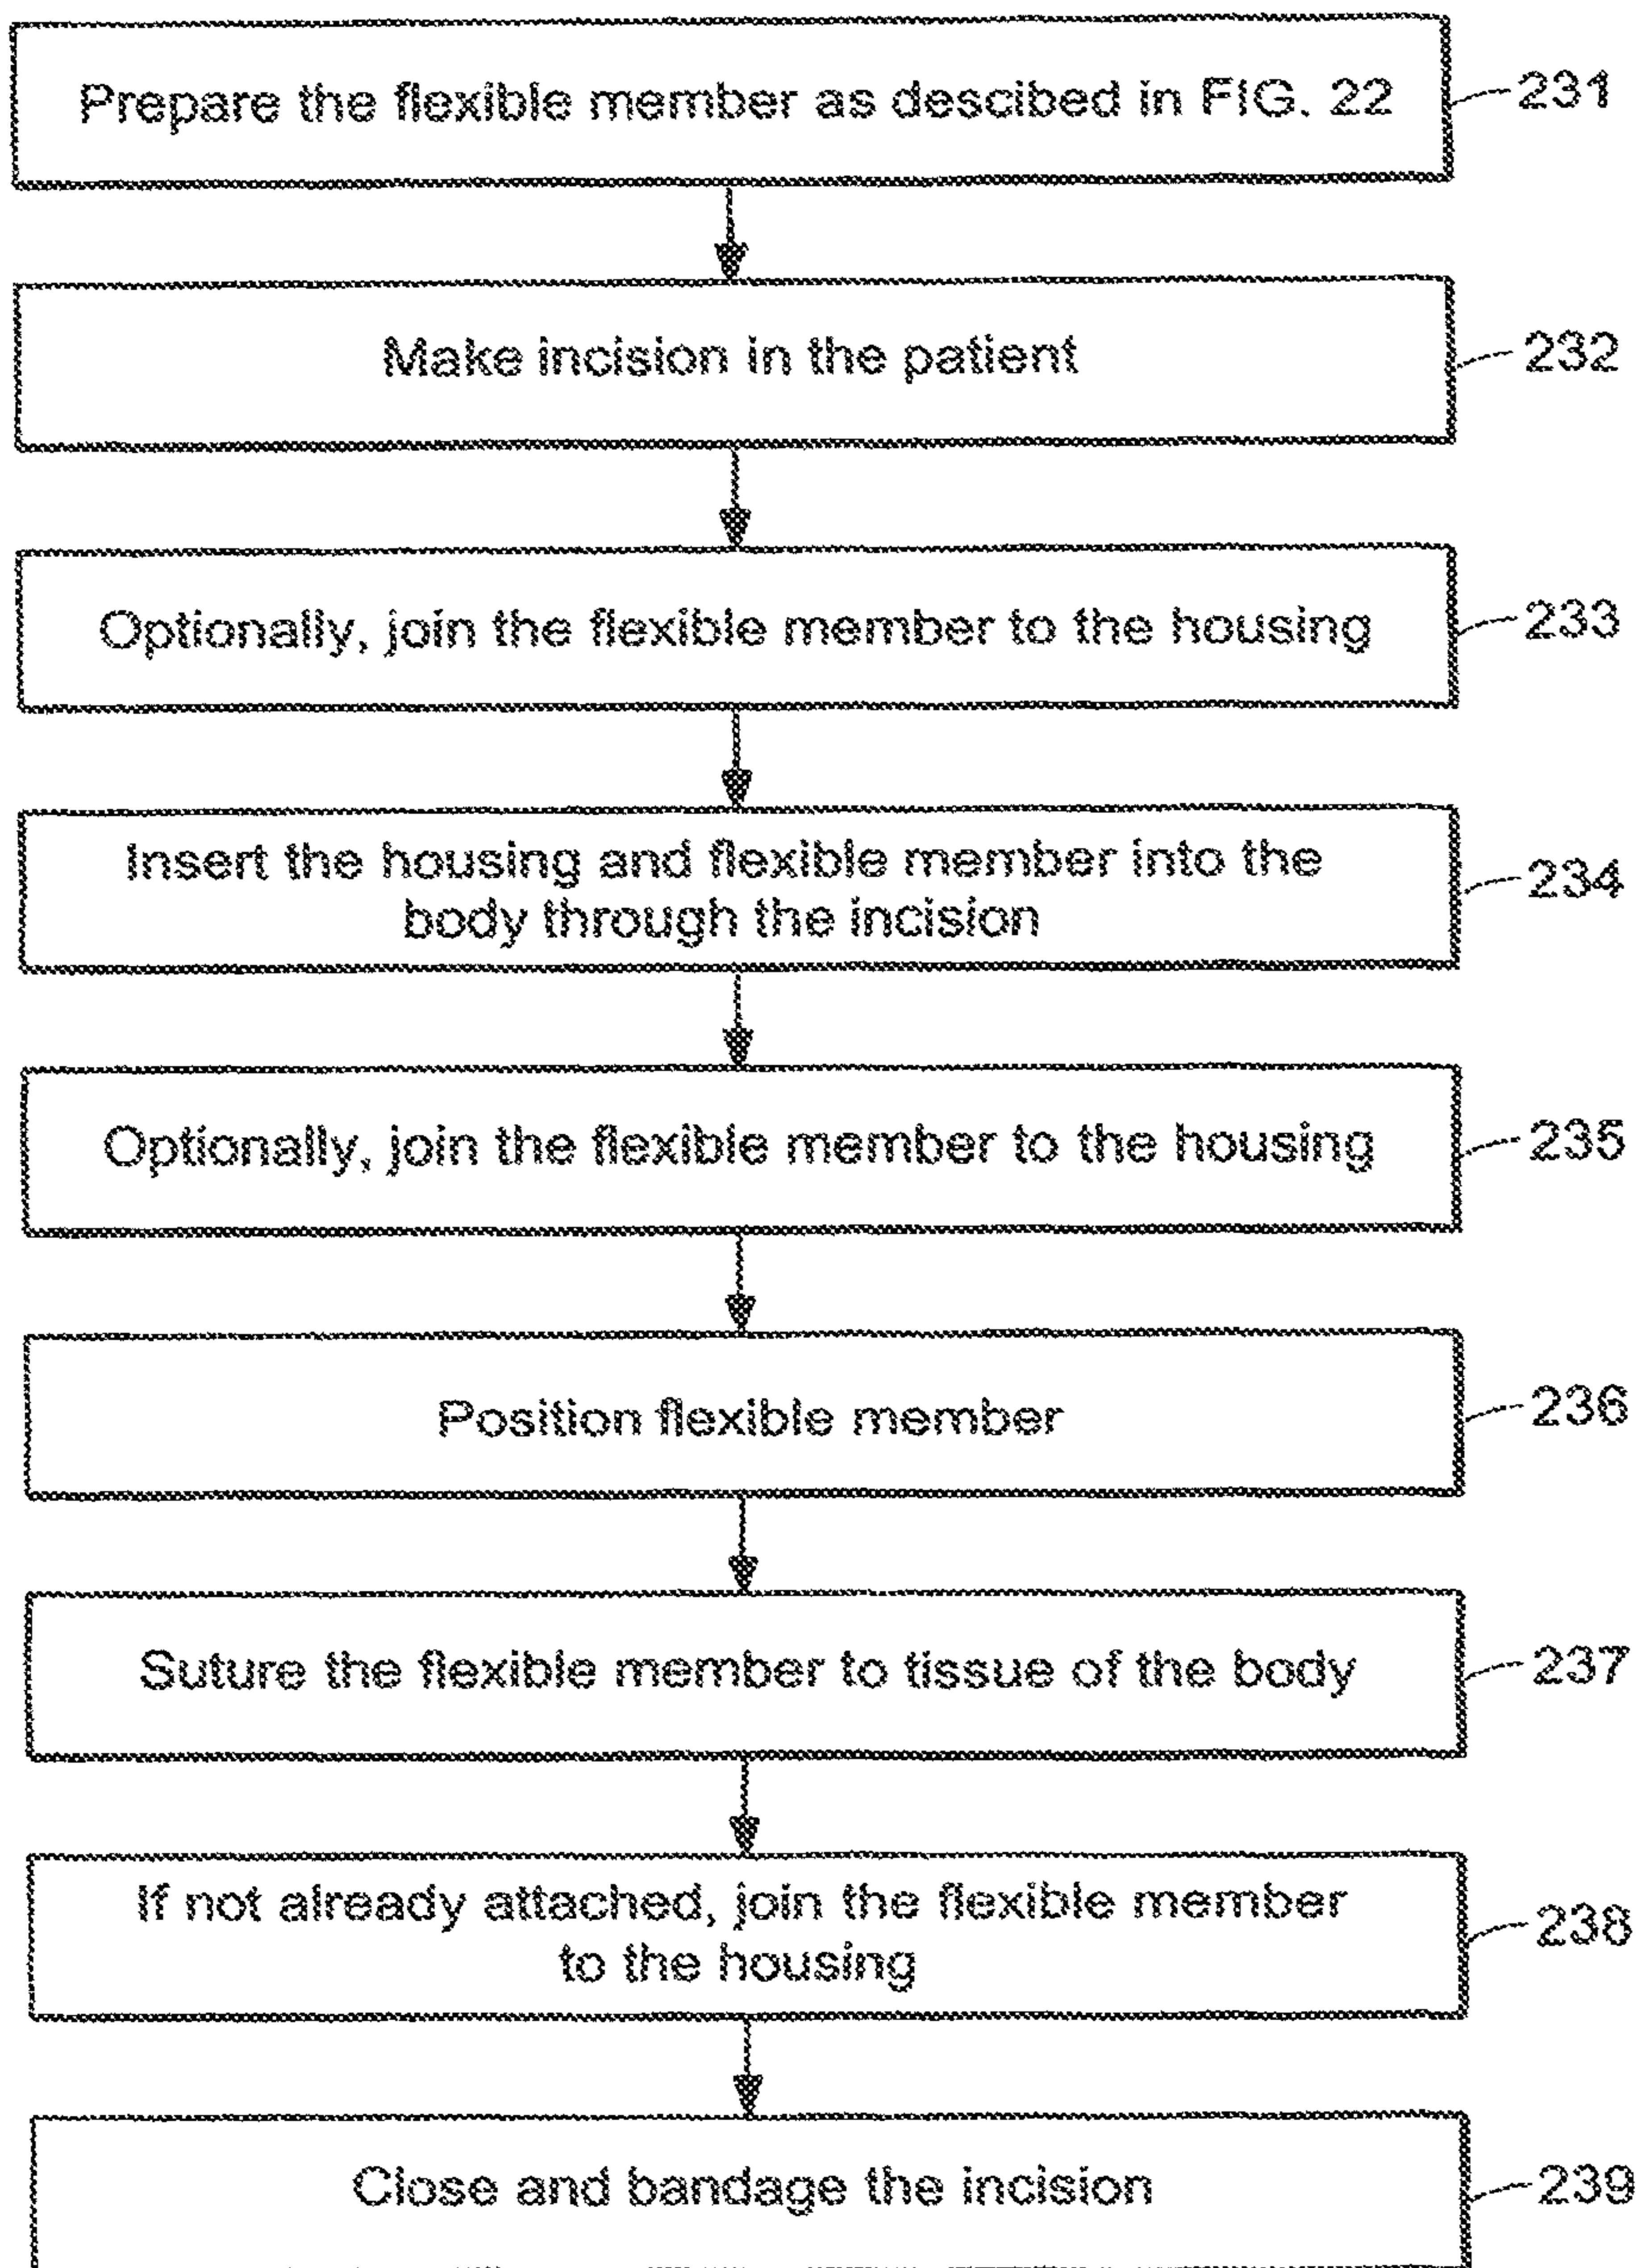 Prepare the flexible member as descibed in FIG. 22
231
Make incision in the patient
232
Optionally, join the flexible member to the housing
233
Insert the housing and flexible member into the
body through the incision
234
Optionally, join the flexible member to the housing
235
Position flexible member
236
Suture the flexible member to tissue of the body
237
If not already attached, join the flexible member
to the housing
238
Close and bandage the incision
239